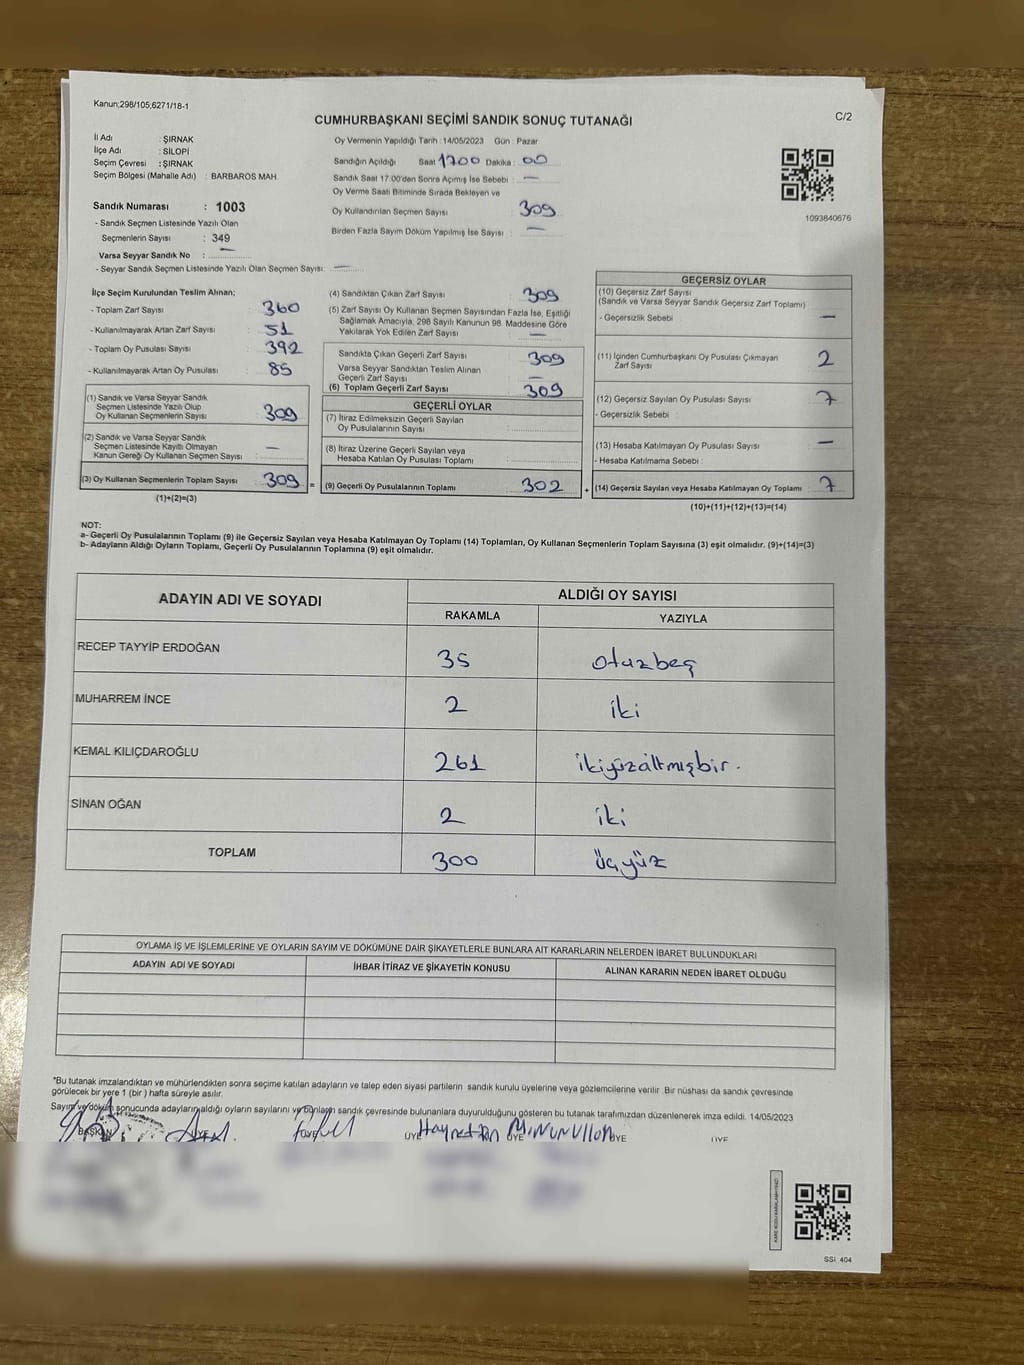 Kanun;298/105,6271/18-1
C/2
CUMHURBAŞKANI SEÇİMİ SANDIK SONUÇ TUTANAĞI
İl Adı : ŞIRNAK
İlçe Adı : SİLOPİ
Seçim Çevresi : ŞIRNAK
Seçim Bölgesi (Mahalle Adı) : BARBAROS MAH.
Oy Vermenin Yapıldığı Tarih : 14/05/2023 Gün : Pazar
Sandığın Açıldığı Saat 1700 Dakika : 00
Sandık Saat 17:00'den Sonra Açımış İse Sebebi : —
Oy Verme Saati Bitiminde Sırada Bekleyen ve
Oy Kullandırılan Seçmen Sayısı 309
Birden Fazla Sayım Döküm Yapılmış İse Sayısı : —
1093840676
Sandık Numarası : 1003
- Sandık Seçmen Listesinde Yazılı Olan
Seçmenlerin Sayısı : 349
Varsa Seyyar Sandık No : —
- Seyyar Sandık Seçmen Listesinde Yazılı Olan Seçmen Sayısı: —
İlçe Seçim Kurulundan Teslim Alınan;
- Toplam Zarf Sayısı : 360
- Kullanılmayarak Artan Zarf Sayısı : 51
- Toplam Oy Pusulası Sayısı : 392
- Kullanılmayarak Artan Oy Pusulası : 85
(1) Sandık ve Varsa Seyyar Sandık
Seçmen Listesinde Yazılı Olup
Oy Kullanan Seçmenlerin Sayısı : 309
(2) Sandık ve Varsa Seyyar Sandık
Seçmen Listesinde Kayıtlı Olmayan
Kanun Gereği Oy Kullanan Seçmen Sayısı : —
(3) Oy Kullanan Seçmenlerin Toplam Sayısı : 309 =
(1)+(2)=(3)
(4) Sandıktan Çıkan Zarf Sayısı : 309
(5) Zarf Sayısı Oy Kullanan Seçmen Sayısından Fazla İse, Eşitliği
Sağlamak Amacıyla, 298 Sayılı Kanunun 98. Maddesine Göre
Yakılarak Yok Edilen Zarf Sayısı : —
Sandıkta Çıkan Geçerli Zarf Sayısı : 309
Varsa Seyyar Sandıktan Teslim Alınan
Geçerli Zarf Sayısı : —
(6) Toplam Geçerli Zarf Sayısı : 309
GEÇERLİ OYLAR
(7) İtiraz Edilmeksizin Geçerli Sayılan
Oy Pusulalarının Sayısı :
(8) İtiraz Üzerine Geçerli Sayılan veya
Hesaba Katılan Oy Pusulası Toplamı :
(9) Geçerli Oy Pusulalarının Toplamı : 302 +
GEÇERSİZ OYLAR
(10) Geçersiz Zarf Sayısı
(Sandık ve Varsa Seyyar Sandık Geçersiz Zarf Toplamı) :
- Geçersizlik Sebebi : —
(11) İçinden Cumhurbaşkanı Oy Pusulası Çıkmayan
Zarf Sayısı : 2
(12) Geçersiz Sayılan Oy Pusulası Sayısı : 7
- Geçersizlik Sebebi :
(13) Hesaba Katılmayan Oy Pusulası Sayısı : —
- Hesaba Katılmama Sebebi :
(14) Geçersiz Sayılan veya Hesaba Katılmayan Oy Toplamı : 7
(10)+(11)+(12)+(13)=(14)
NOT:
a- Geçerli Oy Pusulalarının Toplamı (9) ile Geçersiz Sayılan veya Hesaba Katılmayan Oy Toplamı (14) Toplamları, Oy Kullanan Seçmenlerin Toplam Sayısına (3) eşit olmalıdır. (9)+(14)=(3)
b- Adayların Aldığı Oyların Toplamı, Geçerli Oy Pusulalarının Toplamına (9) eşit olmalıdır.
ADAYIN ADI VE SOYADI
ALDIĞI OY SAYISI
RAKAMLA YAZIYLA
RECEP TAYYİP ERDOĞAN 35 otuzbeş
MUHARREM İNCE 2 iki
KEMAL KILIÇDAROĞLU 261 ikiyüzaltmışbir.
SİNAN OĞAN 2 iki
TOPLAM 300 üçyüz
OYLAMA İŞ VE İŞLEMLERİNE VE OYLARIN SAYIM VE DÖKÜMÜNE DAİR ŞİKAYETLERLE BUNLARA AİT KARARLARIN NELERDEN İBARET BULUNDUKLARI
ADAYIN ADI VE SOYADI İHBAR İTİRAZ VE ŞİKAYETİN KONUSU ALINAN KARARIN NEDEN İBARET OLDUĞU
*Bu tutanak imzalandıktan ve mühürlendikten sonra seçime katılan adayların ve talep eden siyasi partilerin sandık kurulu üyelerine veya gözlemcilerine verilir. Bir nüshası da sandık çevresinde
görülecek bir yere 1 (bir) hafta süreyle asılır.
Sayım ve döküm sonucunda adayların aldığı oyların sayılarını ve bunların sandık çevresinde bulunanlara duyurulduğunu gösteren bu tutanak tarafımızdan düzenlenerek imza edildi. 14/05/2023
BAŞKAN ÜYE ÜYE ÜYE ÜYE ÜYE ÜYE
SSİ 404